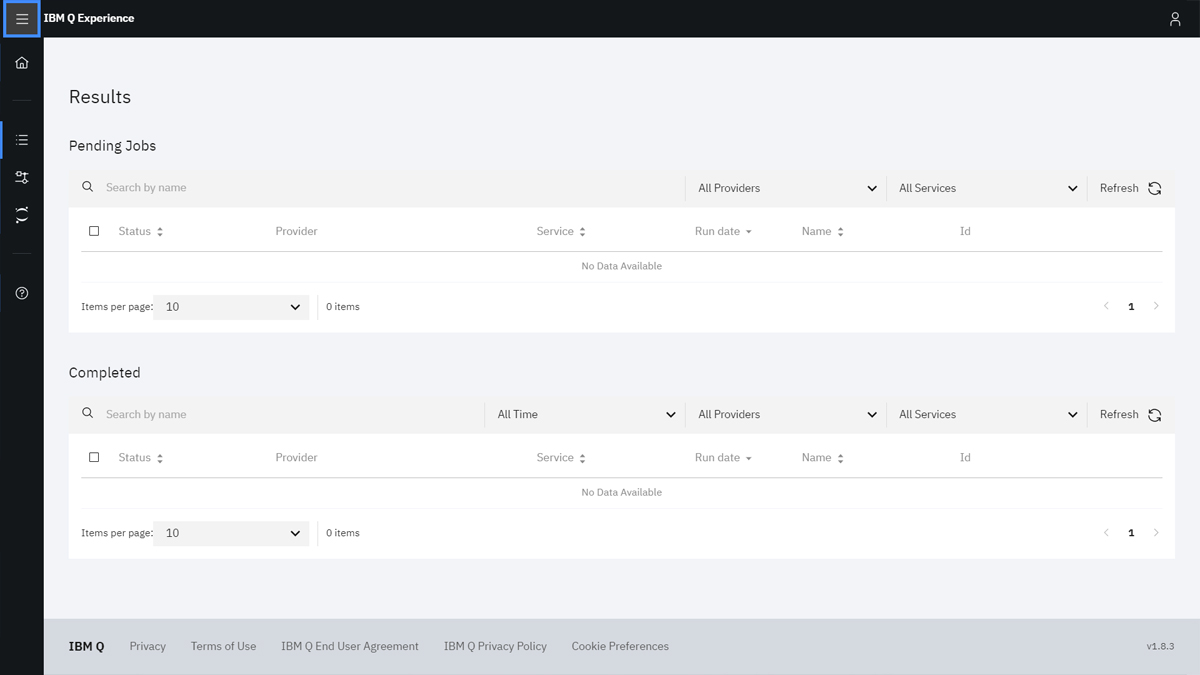 IBM Q Experience
Results
Pending Jobs
Search by name All Providers All Services Refresh
Status Provider Service Run date Name Id
No Data Available
Items per page: 10 0 items 1
Completed
Search by name All Time All Providers All Services Refresh
Status Provider Service Run date Name Id
No Data Available
Items per page: 10 0 items 1
IBM Q Privacy Terms of Use IBM Q End User Agreement IBM Q Privacy Policy Cookie Preferences v1.8.3